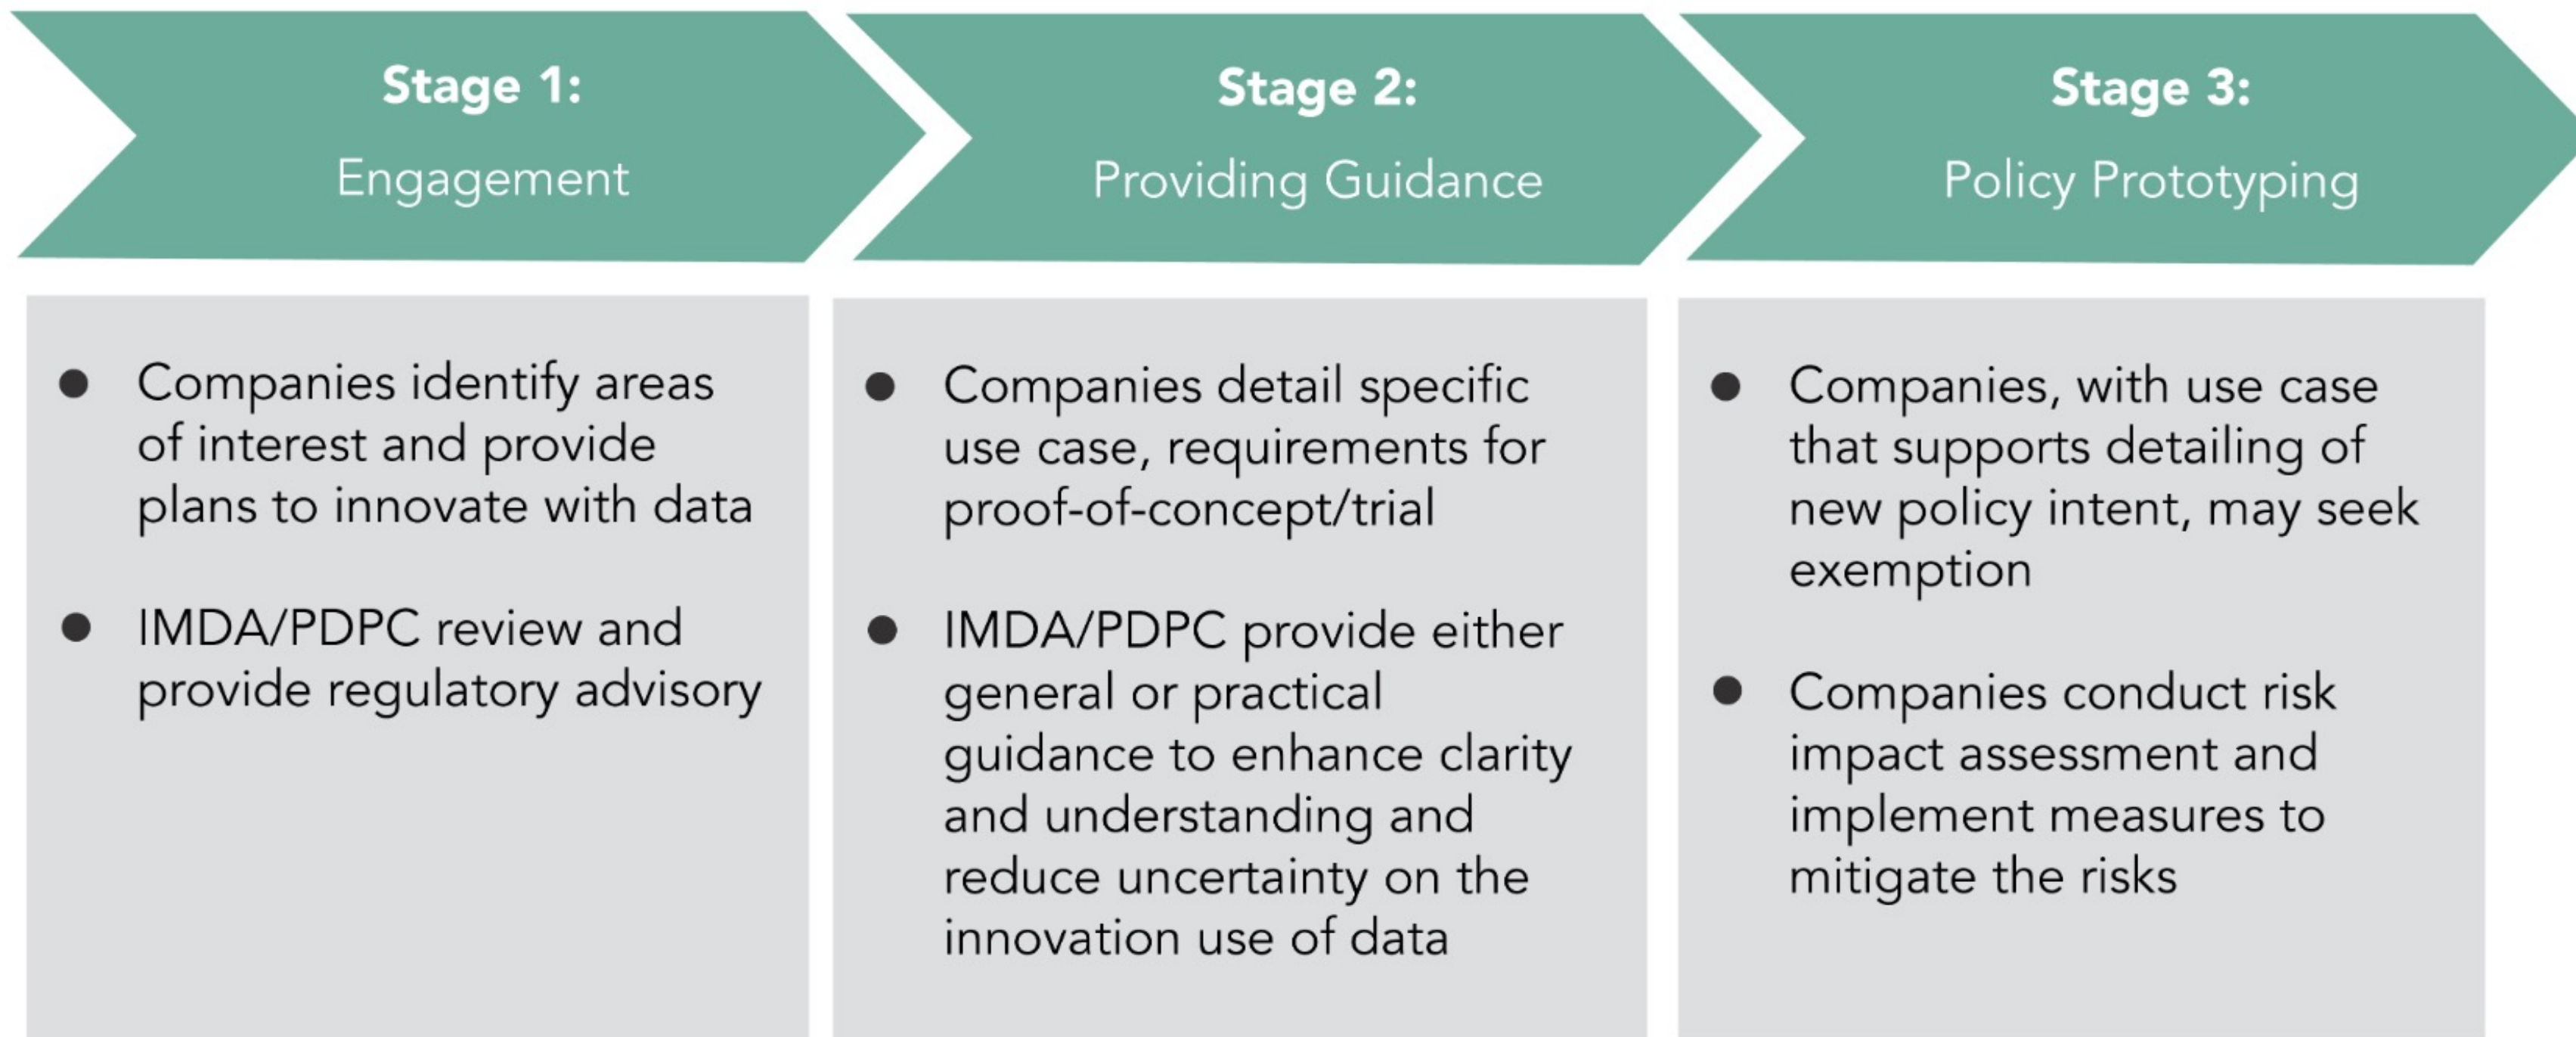 Stage 1:
Engagement
Stage 2:
Providing Guidance
Stage 3:
Policy Prototyping
● Companies identify areas
of interest and provide
plans to innovate with data
● IMDA/PDPC review and
provide regulatory advisory
● Companies detail specific
use case, requirements for
proof-of-concept/trial
● IMDA/PDPC provide either
general or practical
guidance to enhance clarity
and understanding and
reduce uncertainty on the
innovation use of data
● Companies, with use case
that supports detailing of
new policy intent, may seek
exemption
● Companies conduct risk
impact assessment and
implement measures to
mitigate the risks